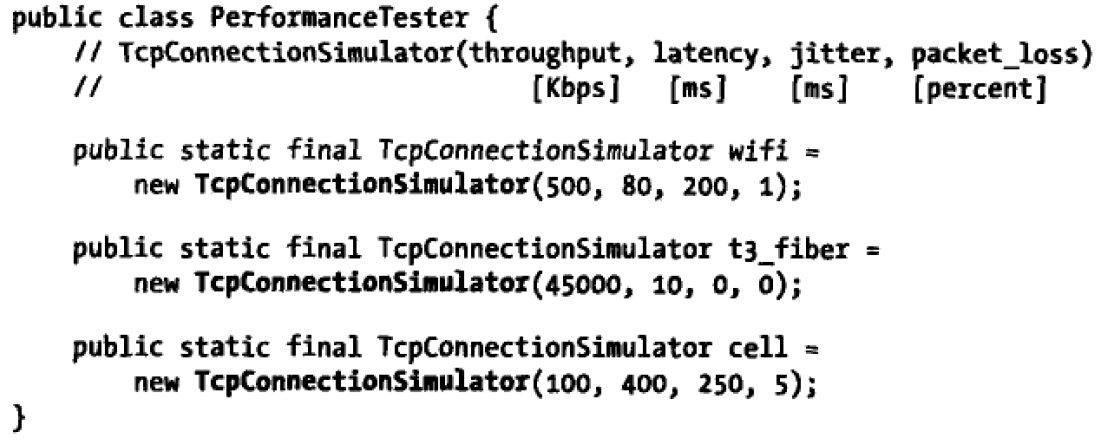 public class PerformanceTester {
    // TcpConnectionSimulator(throughput, latency, jitter, packet_loss)
    //                            [Kbps]   [ms]    [ms]    [percent]
    public static final TcpConnectionSimulator wifi =
        new TcpConnectionSimulator(500, 80, 200, 1);
    public static final TcpConnectionSimulator t3_fiber =
        new TcpConnectionSimulator(45000, 10, 0, 0);
    public static final TcpConnectionSimulator cell =
        new TcpConnectionSimulator(100, 400, 250, 5);
}